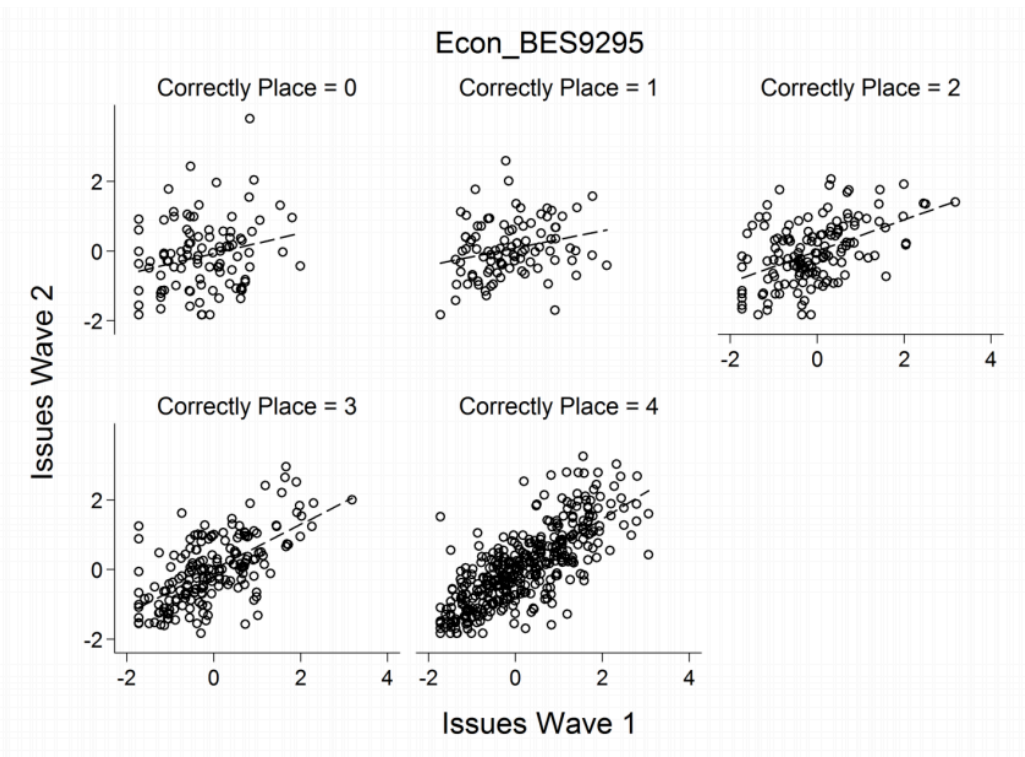 Econ_BES9295
Correctly Place = 0
Correctly Place = 1
Correctly Place = 2
2
0
-2
-2 0 2 4
Issues Wave 2
Correctly Place = 3
Correctly Place = 4
2
0
-2
-2 0 2 4
-2 0 2 4
Issues Wave 1